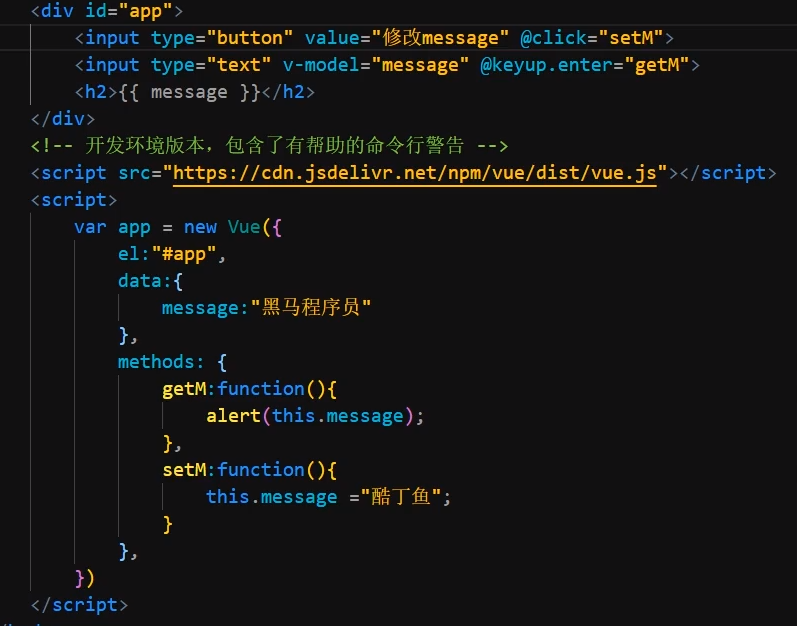 <div id="app">
<input type="button" value="修改message" @click="setM">
<input type="text" v-model="message" @keyup.enter="getM">
<h2>{{ message }}</h2>
</div>
<!-- 开发环境版本，包含了有帮助的命令行警告 -->
<script src="https://cdn.jsdelivr.net/npm/vue/dist/vue.js"></script>
<script>
var app = new Vue({
el:"#app",
data:{
message:"黑马程序员"
},
methods: {
getM:function(){
alert(this.message);
},
setM:function(){
this.message ="酷丁鱼";
}
},
})
</script>